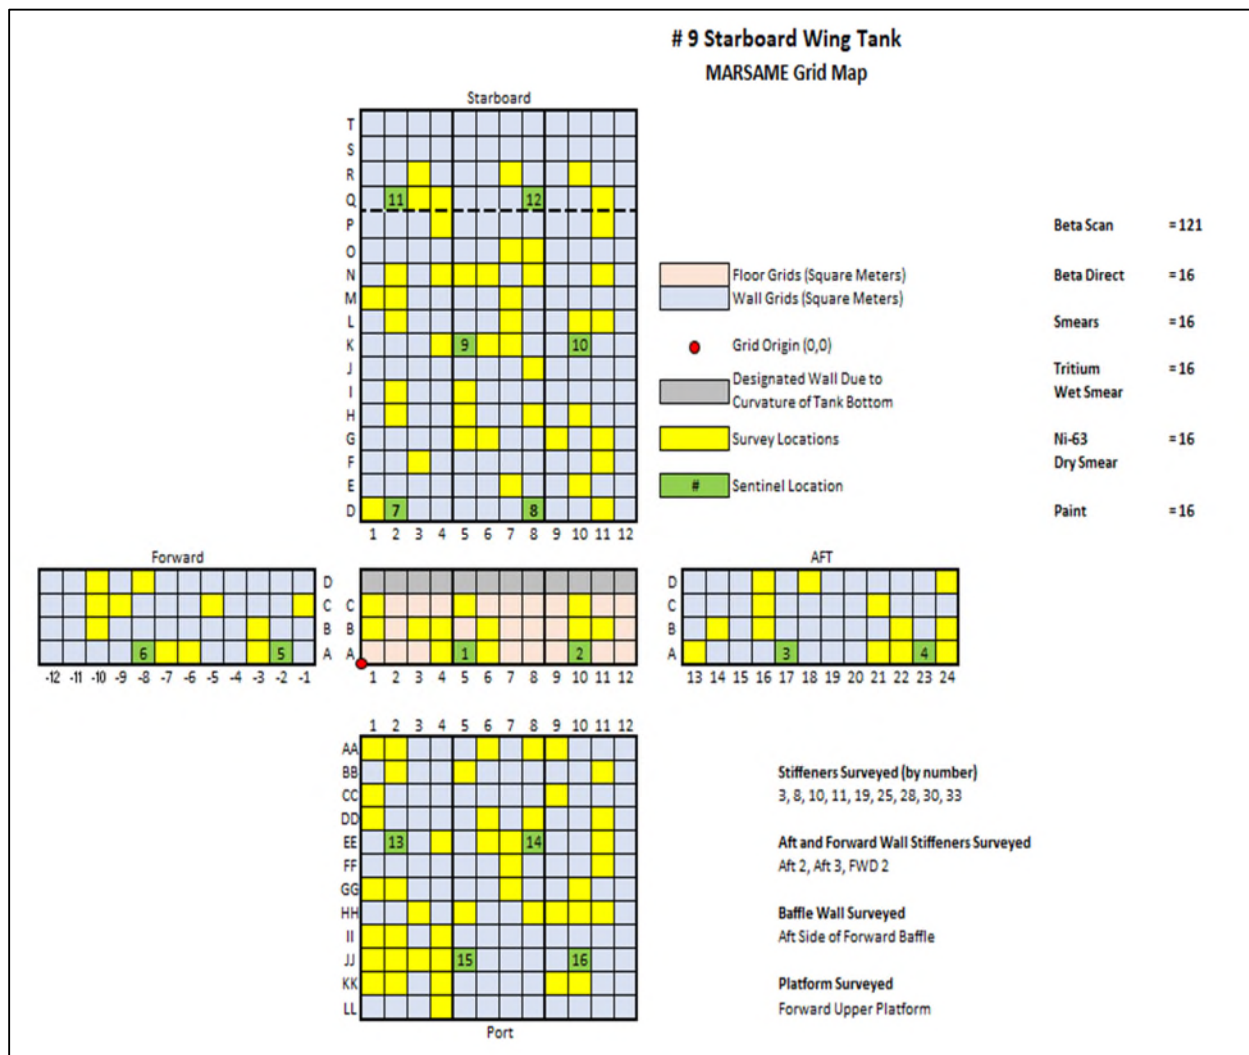 # 9 Starboard Wing Tank
MARSAME Grid Map
Starboard
T
S
R
Q 11 12
P
O
N
M
L
K 9 10
J
I
H
G
F
E
D 7 8
1 2 3 4 5 6 7 8 9 10 11 12
Floor Grids (Square Meters)
Wall Grids (Square Meters)
Grid Origin (0,0)
Designated Wall Due to
Curvature of Tank Bottom
Survey Locations
# Sentinel Location
Beta Scan = 121
Beta Direct = 16
Smears = 16
Tritium = 16
Wet Smear
Ni-63 = 16
Dry Smear
Paint = 16
Forward
D
C
B
6 5 A
-12 -11 -10 -9 -8 -7 -6 -5 -4 -3 -2 -1
C
B
A 1 2
1 2 3 4 5 6 7 8 9 10 11 12
AFT
D
C
B
A 3 4
13 14 15 16 17 18 19 20 21 22 23 24
1 2 3 4 5 6 7 8 9 10 11 12
AA
BB
CC
DD
EE 13 14
FF
GG
HH
II
JJ 15 16
KK
LL
Port
Stiffeners Surveyed (by number)
3, 8, 10, 11, 19, 25, 28, 30, 33
Aft and Forward Wall Stiffeners Surveyed
Aft 2, Aft 3, FWD 2
Baffle Wall Surveyed
Aft Side of Forward Baffle
Platform Surveyed
Forward Upper Platform